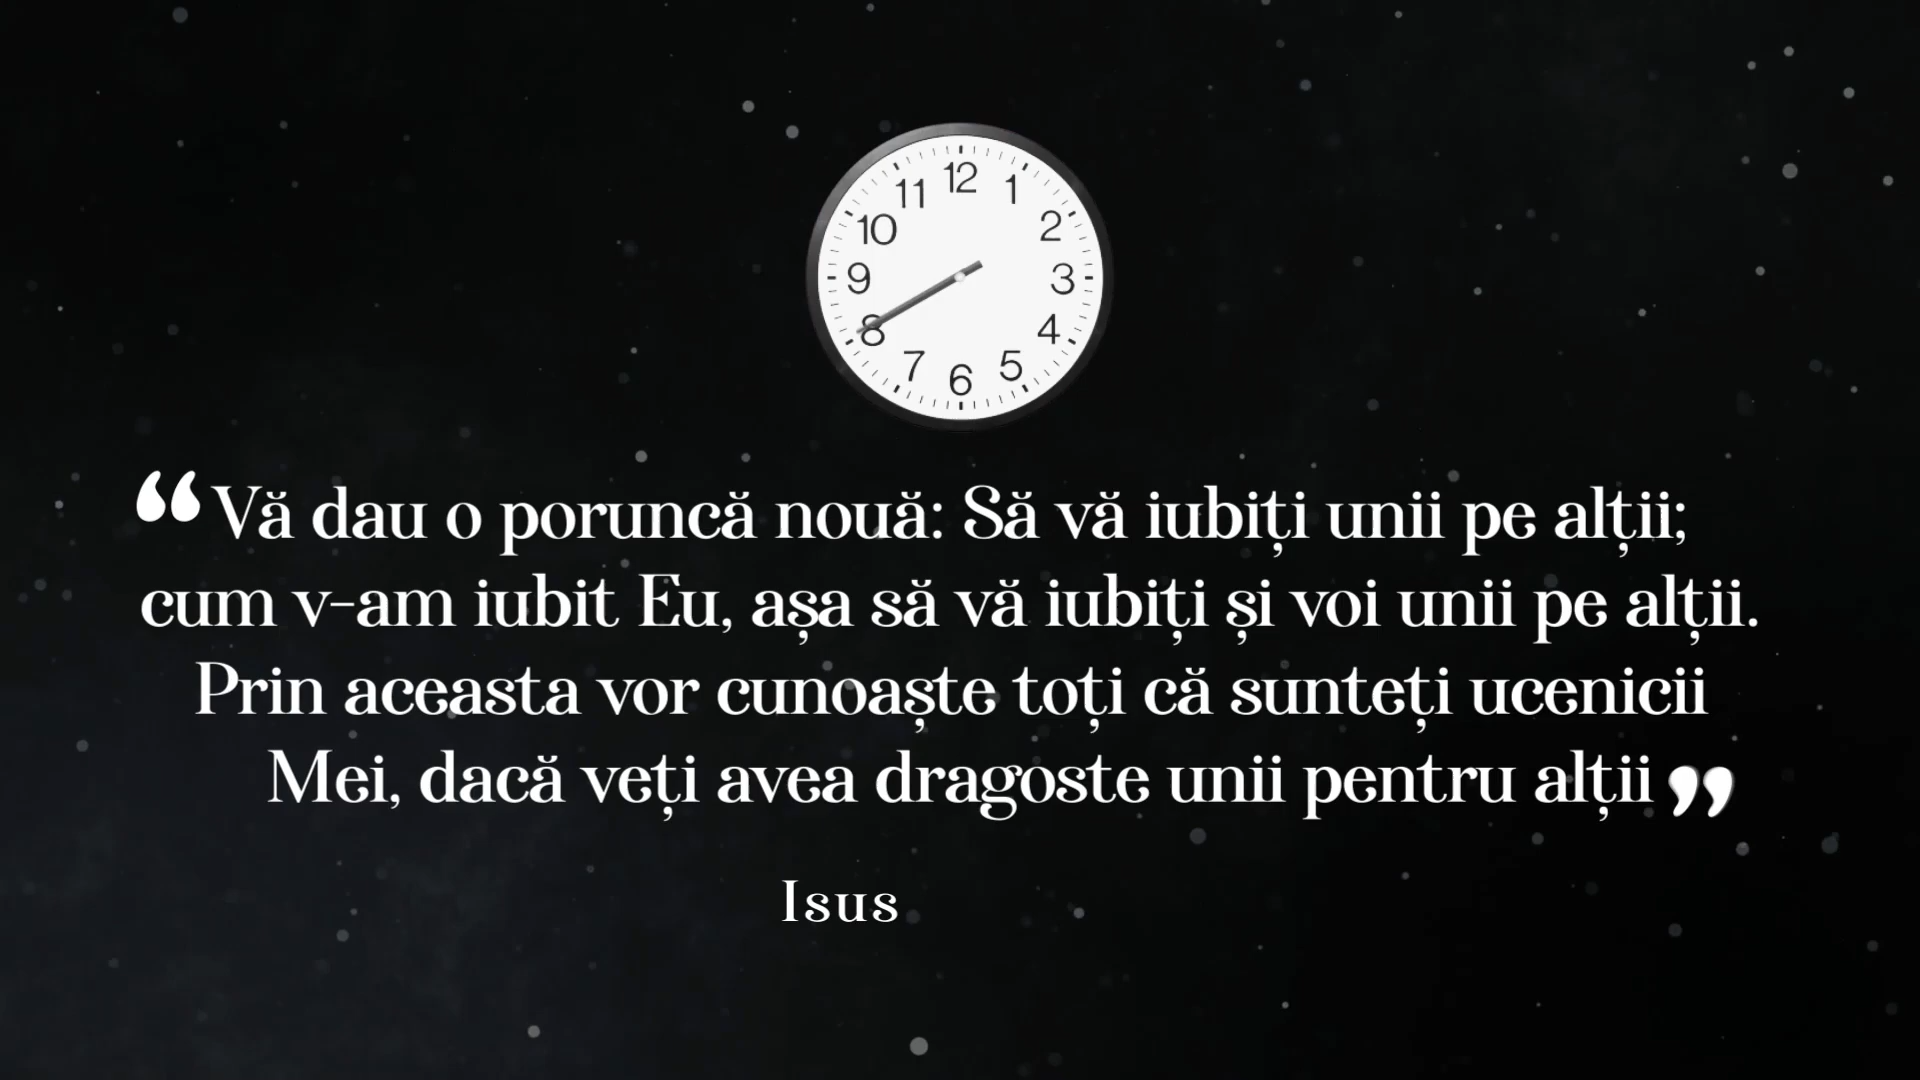 12
11
1
10
2
9
3
8
4
7
5
6
“Vă dau o poruncă nouă: Să vă iubiți unii pe alții;
cum v-am iubit Eu, așa să vă iubiți și voi unii pe alții.
Prin aceasta vor cunoaște toți că sunteți ucenicii
Mei, dacă veți avea dragoste unii pentru alții”
Isus